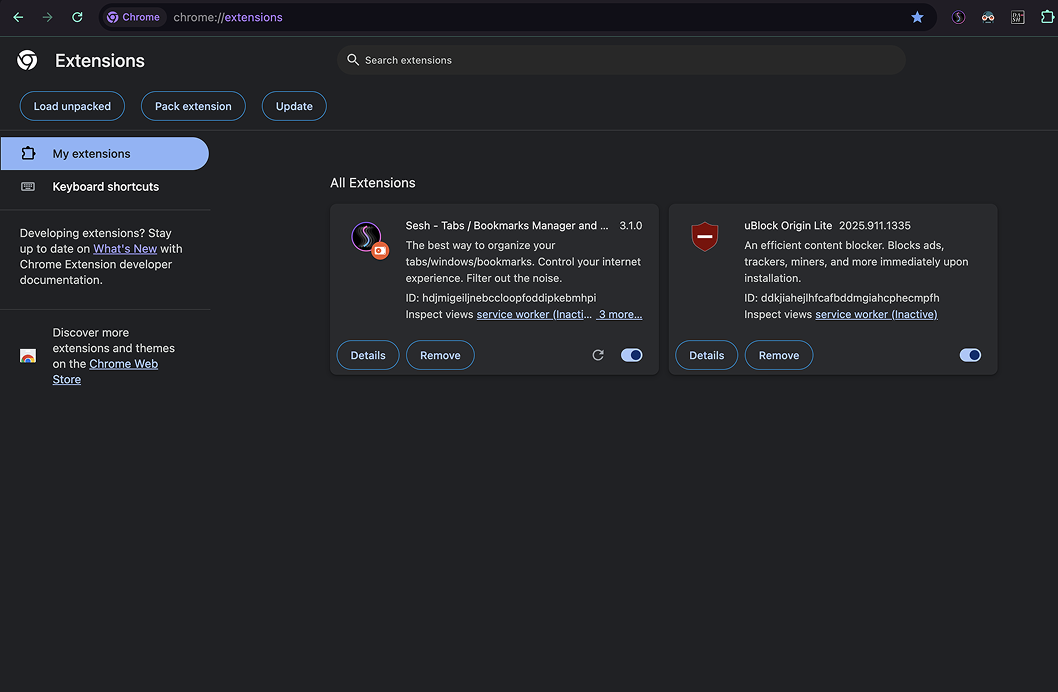 Chrome chrome://extensions
Extensions
Search extensions
Load unpacked Pack extension Update
My extensions
Keyboard shortcuts
Developing extensions? Stay
up to date on What's New with
Chrome Extension developer
documentation.
Discover more
extensions and themes
on the Chrome Web
Store
All Extensions
Sesh - Tabs / Bookmarks Manager and ... 3.1.0
The best way to organize your
tabs/windows/bookmarks. Control your internet
experience. Filter out the noise.
ID: hdjmigeiljnebccloopfoddipkebmhpi
Inspect views service worker (Inacti... 3 more...
Details Remove
uBlock Origin Lite 2025.911.1335
An efficient content blocker. Blocks ads,
trackers, miners, and more immediately upon
installation.
ID: ddkjiahejlhfcafbddmgiahcphecmpfh
Inspect views service worker (Inactive)
Details Remove